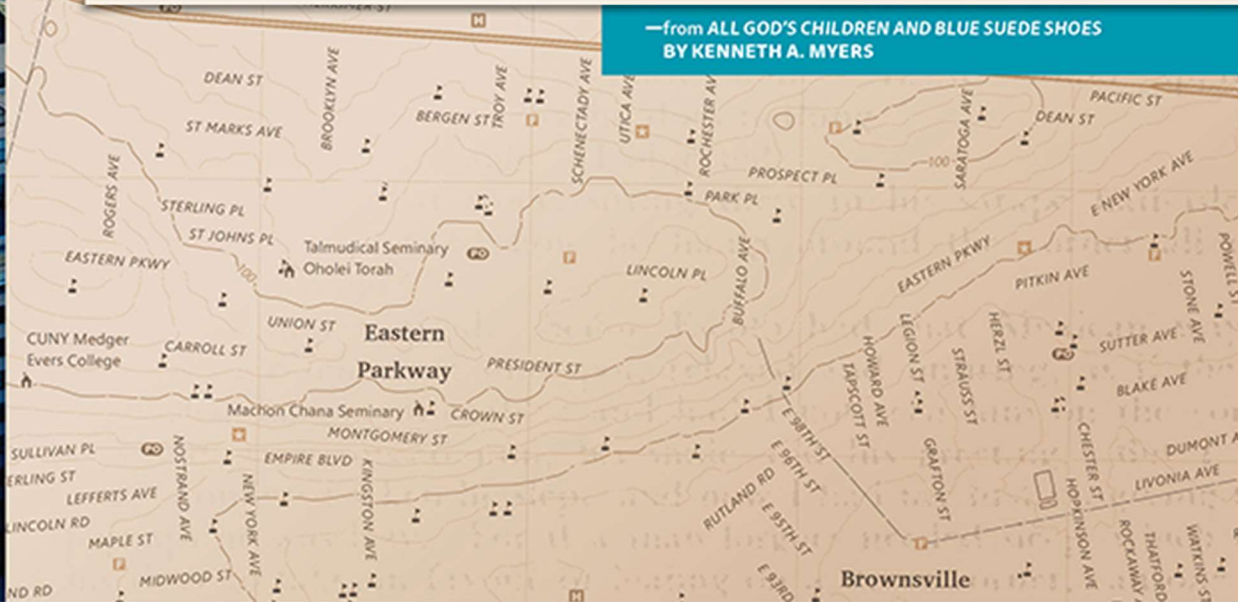 —from ALL GOD'S CHILDREN AND BLUE SUEDE SHOES
BY KENNETH A. MYERS
H
DEAN ST
BROOKLYN AVE
TROY AVE
SCHENECTADY AVE
UTICA AVE
ROCHESTER AVE
SARATOGA AVE
PACIFIC ST
DEAN ST
ST MARKS AVE
BERGEN ST
F
F
100
PROSPECT PL
E NEW YORK AVE
ROGERS AVE
STERLING PL
PARK PL
ST JOHNS PL
EASTERN PKWY
100
Talmudical Seminary
Oholei Torah
PO
F
LINCOLN PL
BUFFALO AVE
EASTERN PKWY
F
PITKIN AVE
STONE AVE
POWELL ST
UNION ST
Eastern
Parkway
CUNY Medger
Evers College
CARROLL ST
PRESIDENT ST
HOWARD AVE
LEGION ST
HERZL ST
STRAUSS ST
PO
SUTTER AVE
TAPSCOTT ST
BLAKE AVE
Machon Chana Seminary
CROWN ST
MONTGOMERY ST
E 98TH ST
SULLIVAN PL
PO
NOSTRAND AVE
EMPIRE BLVD
E 96TH ST
GRAFTON ST
CHESTER ST
DUMONT A
ERLING ST
LEFFERTS AVE
NEW YORK AVE
KINGSTON AVE
RUTLAND RD
E 95TH ST
HOPKINSON AVE
LIVONIA AVE
LINCOLN RD
MAPLE ST
F
F
ROCKAWAY
THATFORD
WATKINS ST
MIDWOOD ST
H
E 93RD
Brownsville
ND RD